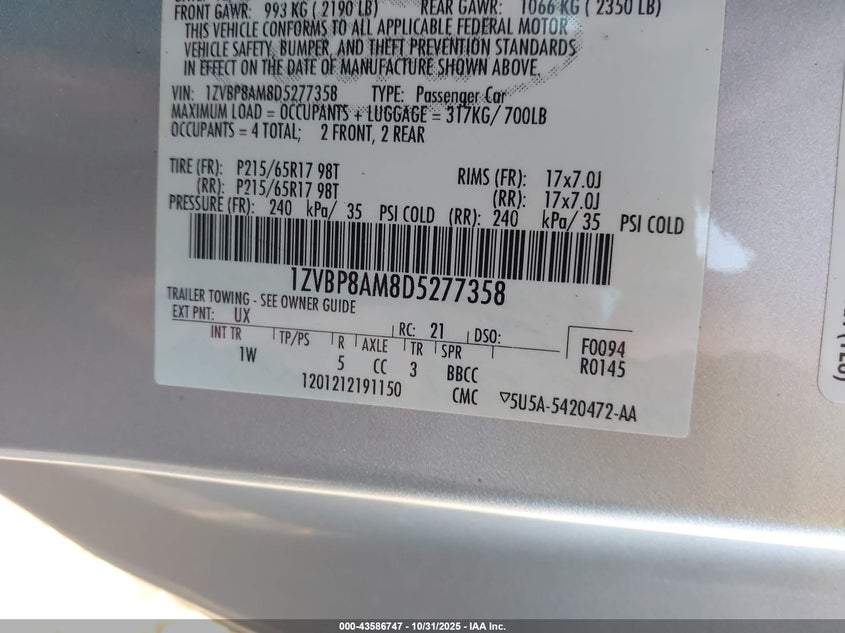 FRONT GAWR: 993 KG ( 2190 LB) REAR GAWR: 1066 KG ( 2350 LB)
THIS VEHICLE CONFORMS TO ALL APPLICABLE FEDERAL MOTOR
VEHICLE SAFETY, BUMPER, AND THEFT PREVENTION STANDARDS
IN EFFECT ON THE DATE OF MANUFACTURE SHOWN ABOVE.
VIN: 1ZVBP8AM8D5277358 TYPE: Passenger Car
MAXIMUM LOAD = OCCUPANTS + LUGGAGE = 317KG/ 700LB
OCCUPANTS = 4 TOTAL; 2 FRONT, 2 REAR
TIRE (FR): P215/65R17 98T RIMS (FR): 17x7.0J
(RR): P215/65R17 98T (RR): 17x7.0J
PRESSURE (FR): 240 kPa/ 35 PSI COLD (RR): 240 kPa/ 35 PSI COLD
1ZVBP8AM8D5277358
TRAILER TOWING - SEE OWNER GUIDE
EXT PNT: UX RC: 21 DSO:
INT TR TP/PS R AXLE TR SPR F0094
1W 5 CC 3 BBCC R0145
1201212191150 CMC ▽5U5A-5420472-AA
000-43586747 - 10/31/2025 - IAA Inc.